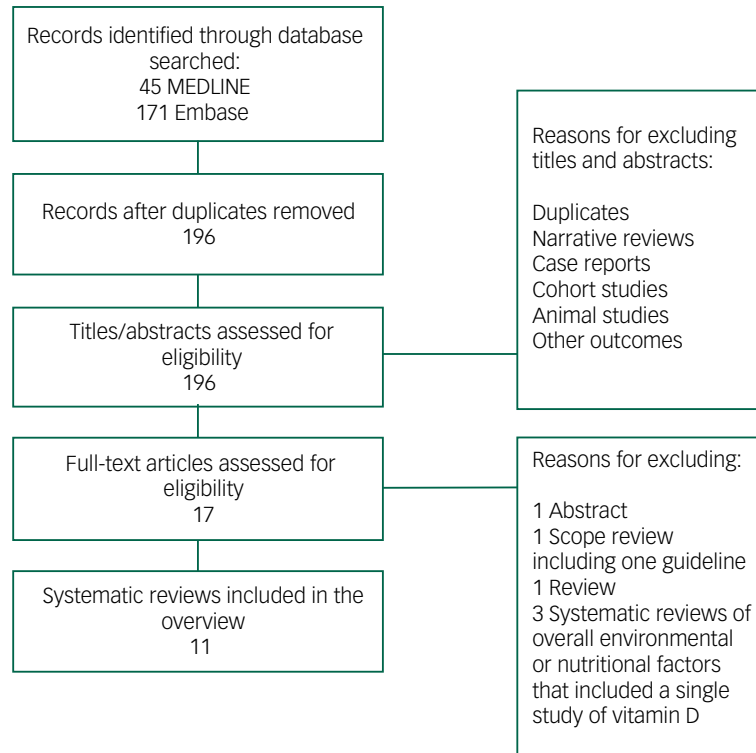 Records identified through database
searched:
45 MEDLINE
171 Embase
Records after duplicates removed
196
Titles/abstracts assessed for
eligibility
196
Reasons for excluding
titles and abstracts:
Duplicates
Narrative reviews
Case reports
Cohort studies
Animal studies
Other outcomes
Full-text articles assessed for
eligibility
17
Reasons for excluding:
1 Abstract
1 Scope review
including one guideline
1 Review
3 Systematic reviews of
overall environmental
or nutritional factors
that included a single
study of vitamin D
Systematic reviews included in the
overview
11